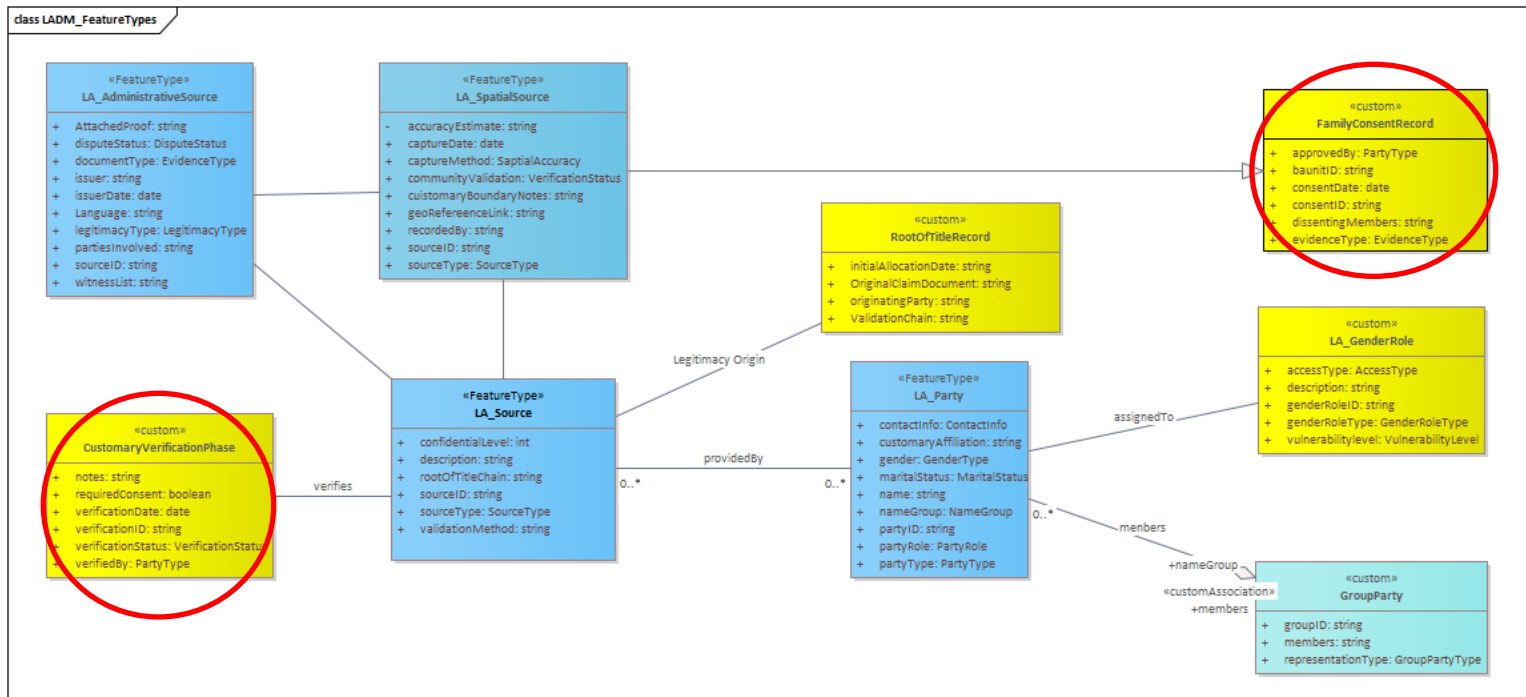 class LADM_FeatureTypes
«FeatureType»
LA_AdministrativeSource
+ AttachedProof: string
+ disputeStatus: DisputeStatus
+ documentType: EvidenceType
+ issuer: string
+ issuerDate: date
+ Language: string
+ legitimacyType: LegitimacyType
+ partiesInvolved: string
+ sourceID: string
+ witnessList: string
«FeatureType»
LA_SpatialSource
- accuracyEstimate: string
+ captureDate: date
+ captureMethod: SaptialAccuracy
+ communityValidation: VerificationStatus
+ cuistomaryBoundaryNotes: string
+ geoRefereenceLink: string
+ recordedBy: string
+ sourceID: string
+ sourceType: SourceType
«custom»
FamilyConsentRecord
+ approvedBy: PartyType
+ baunitID: string
+ consentDate: date
+ consentID: string
+ dissentingMembers: string
+ evidenceType: EvidenceType
«custom»
RootOfTitleRecord
+ initialAllocationDate: string
+ OriginalClaimDocument: string
+ originatingParty: string
+ ValidationChain: string
Legitimacy Origin
«custom»
LA_GenderRole
+ accessType: AccessType
+ description: string
+ genderRoleID: string
+ genderRoleType: GenderRoleType
+ vulnerabilitylevel: VulnerabilityLevel
«custom»
CustomaryVerificationPhase
+ notes: string
+ requiredConsent: boolean
+ verificationDate: date
+ verificationID: string
+ verificationStatus: VerificationStatus
+ verifiedBy: PartyType
verifies
«FeatureType»
LA_Source
+ confidentialLevel: int
+ description: string
+ rootOfTitleChain: string
+ sourceID: string
+ sourceType: SourceType
+ validationMethod: string
providedBy
0..*
0..*
«FeatureType»
LA_Party
+ contactInfo: ContactInfo
+ customaryAffiliation: string
+ gender: GenderType
+ maritalStatus: MaritalStatus
+ name: string
+ nameGroup: NameGroup
+ partyID: string
+ partyRole: PartyRole
+ partyType: PartyType
assignedTo
0..*
menbers
+nameGroup
«customAssociation»
+members
«custom»
GroupParty
+ groupID: string
+ members: string
+ representationType: GroupPartyType